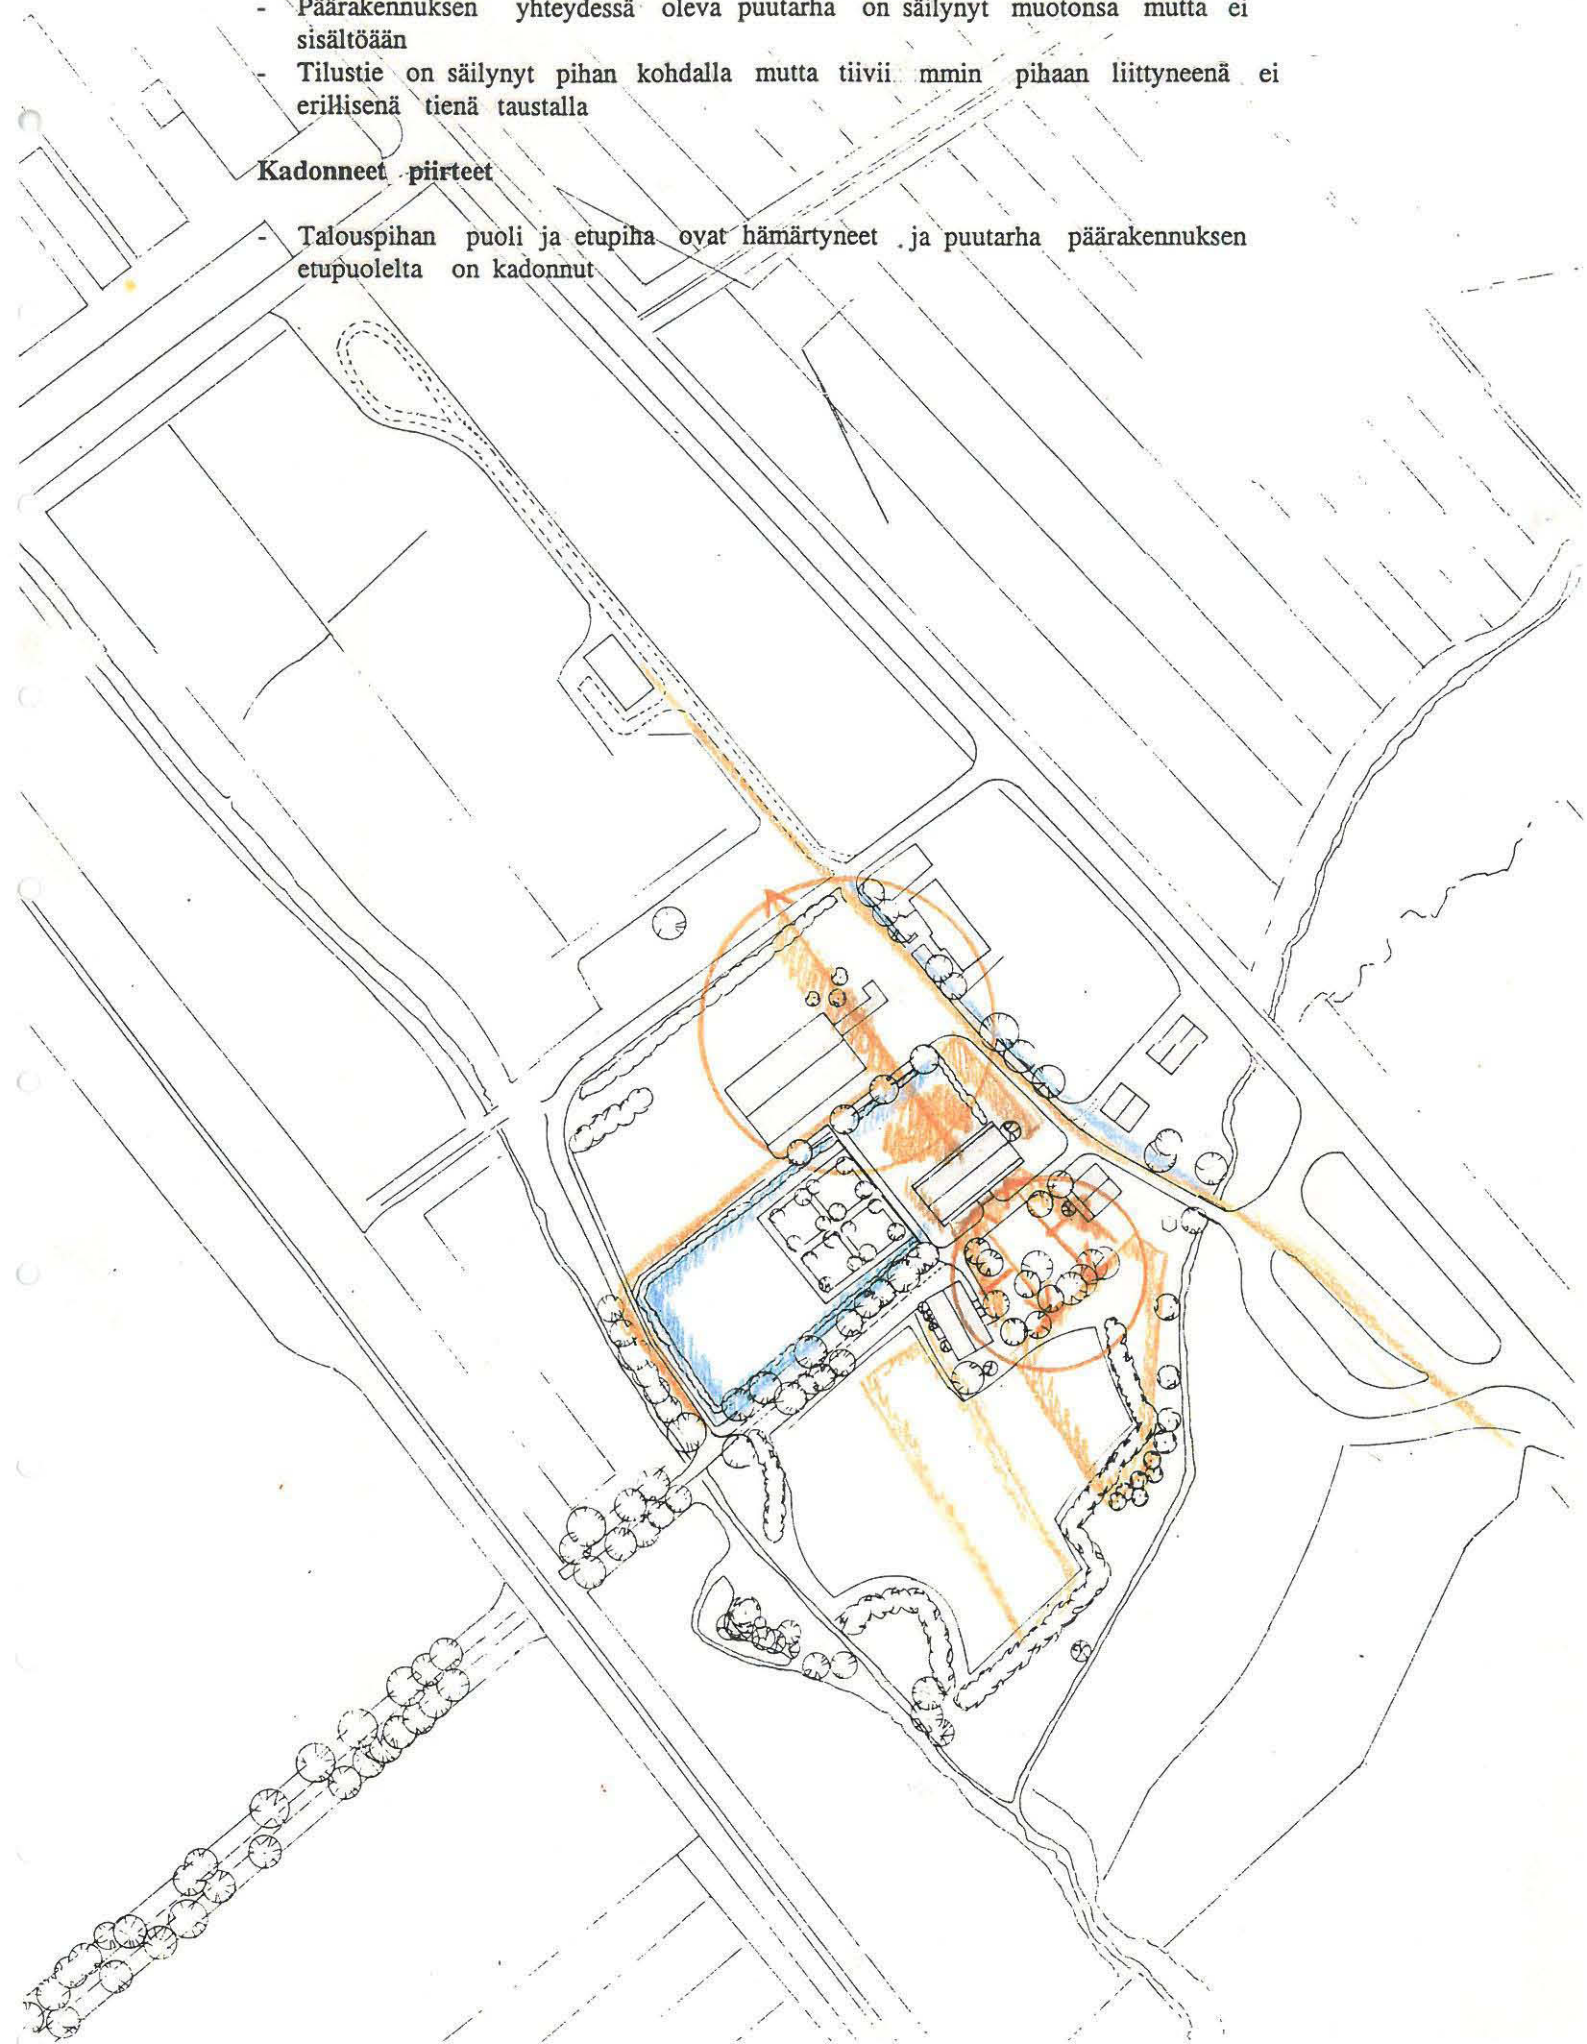 - Päärakennuksen yhteydessä oleva puutarha on säilynyt muotonsa mutta ei
sisältöään
- Tilustie on säilynyt pihan kohdalla mutta tiivii mmin pihaan liittyneenä ei
erillisenä tienä taustalla
Kadonneet piirteet
- Talouspihan puoli ja etupiha ovat hämärtyneet ja puutarha päärakennuksen
etupuolelta on kadonnut